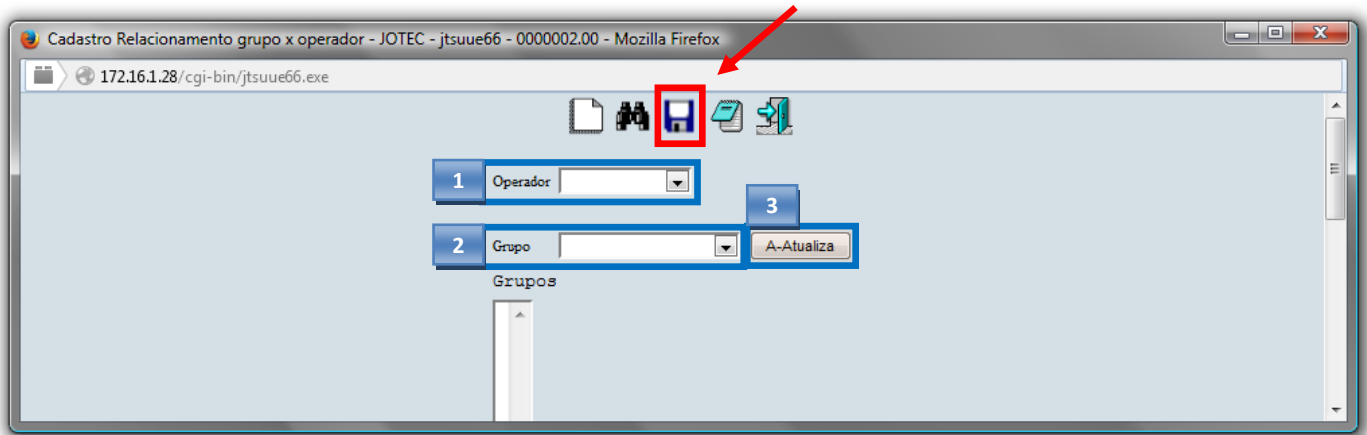 Cadastro Relacionamento grupo x operador - JOTEC - jtsuue66 - 0000002.00 - Mozilla Firefox
172.16.1.28/cgi-bin/jtsuue66.exe
1 Operador
3
2 Grupo A-Atualiza
Grupos